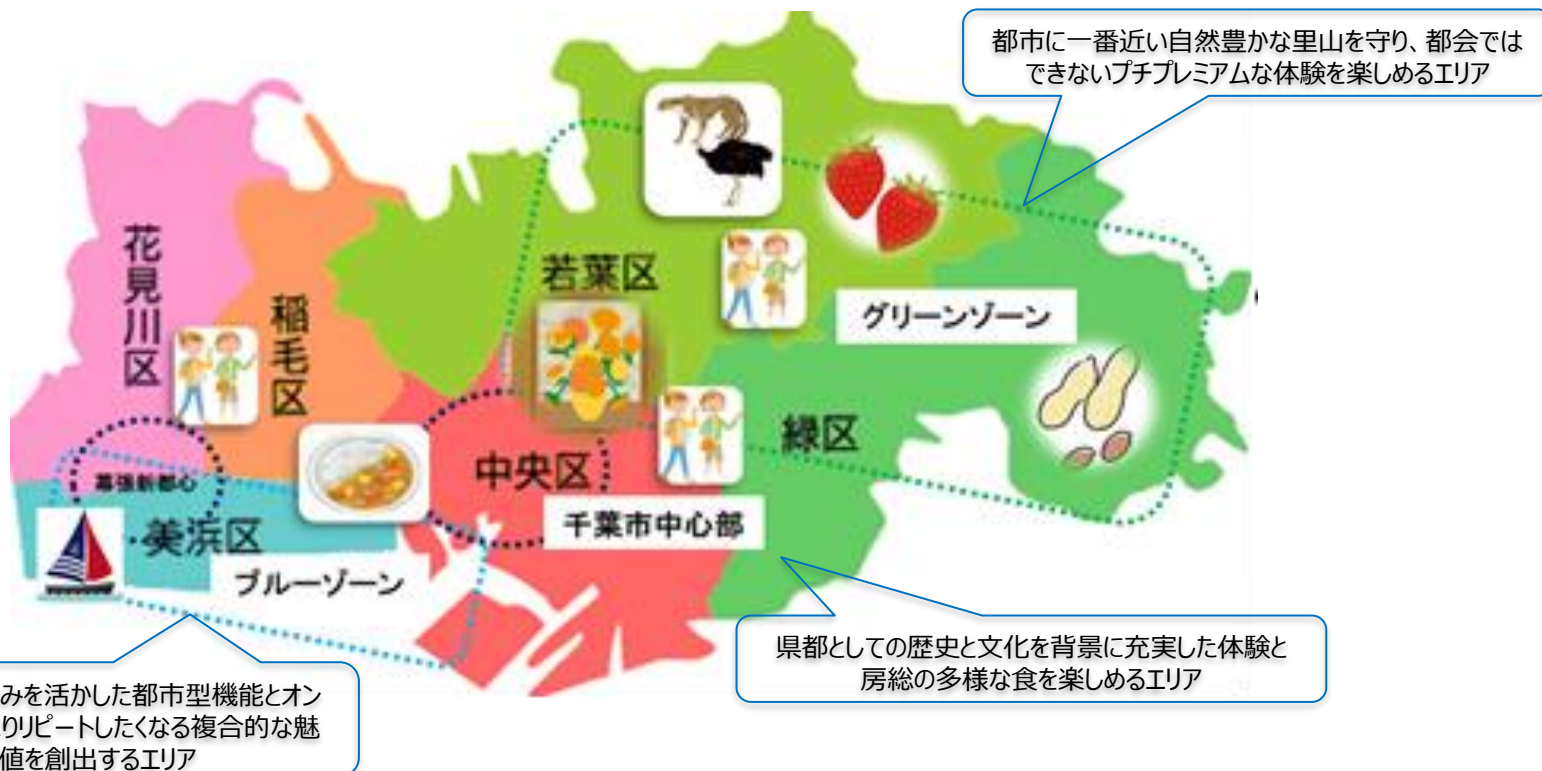 都市に一番近い自然豊かな里山を守り、都会では
できないプチプレミアムな体験を楽しめるエリア
花見川区
稲毛区
若葉区
グリーンゾーン
緑区
中央区
千葉市中心部
幕張新都心
美浜区
ブルーゾーン
県都としての歴史と文化を背景に充実した体験と
房総の多様な食を楽しめるエリア
みを活かした都市型機能とオン
りリピートしたくなる複合的な魅
値を創出するエリア